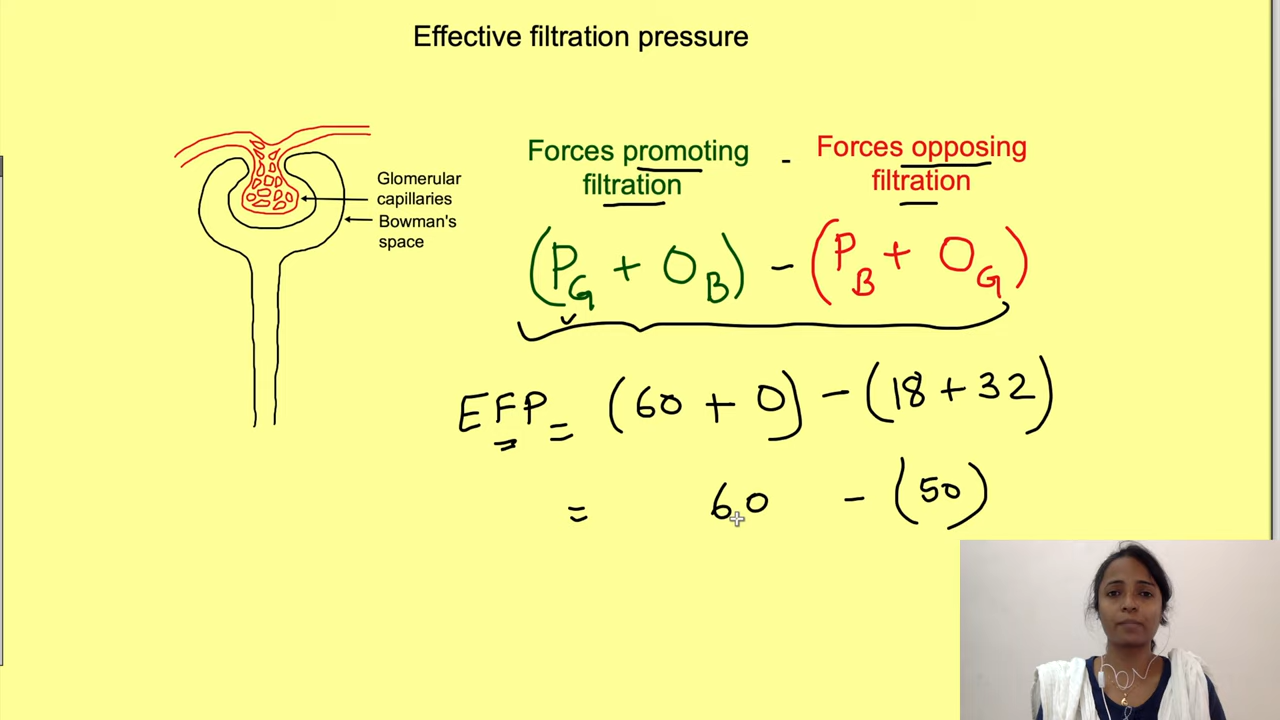 Effective filtration pressure
Glomerular
capillaries
Bowman's
space
Forces promoting
filtration
-
Forces opposing
filtration
(PG + OB) - (PB + OG)
EFP = (60 + 0) - (18 + 32)
= 60 - (50)